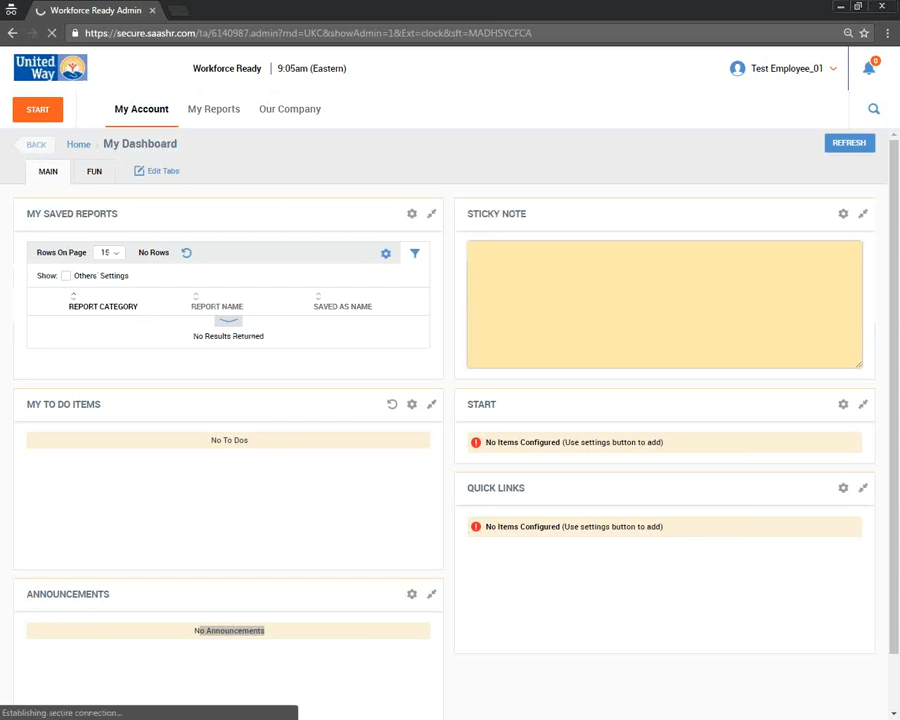 Workforce Ready Admin
https://secure.saashr.com/ta/6140987.admin?rnd=UKC&showAdmin=1&Ext=clock&sft=MADHSYCFCA
United Way
Workforce Ready 9:05am (Eastern)
Test Employee_01
0
START
My Account
My Reports
Our Company
BACK
Home
My Dashboard
REFRESH
MAIN
FUN
Edit Tabs
MY SAVED REPORTS
Rows On Page 15 No Rows
Show: Others' Settings
REPORT CATEGORY REPORT NAME SAVED AS NAME
No Results Returned
STICKY NOTE
MY TO DO ITEMS
No To Dos
START
No Items Configured (Use settings button to add)
QUICK LINKS
No Items Configured (Use settings button to add)
ANNOUNCEMENTS
No Announcements
Establishing secure connection...